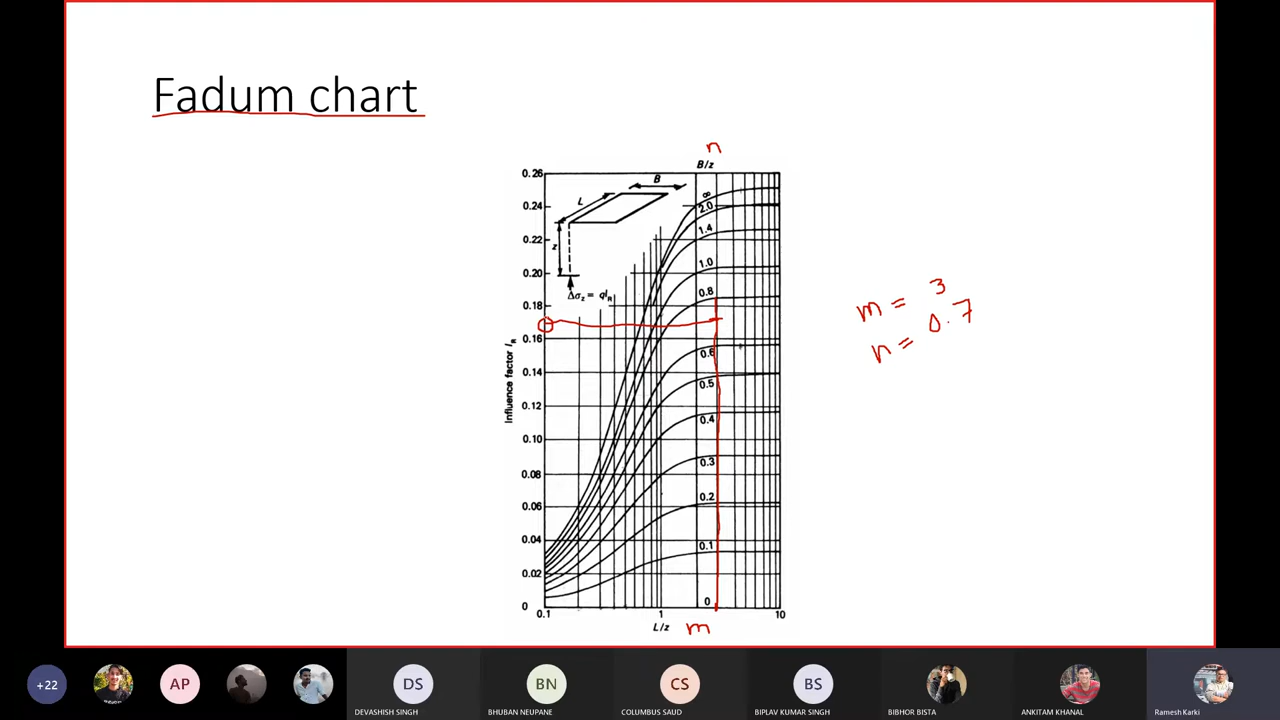 Fadum chart
n
B/z
0.26
0.24
0.22
0.20
0.18
0.16
0.14
0.12
0.10
0.08
0.06
0.04
0.02
0
Influence factor I_R
B
L
z
Δσz = qI_R
∞
2.0
1.4
1.0
0.8
0.6
0.5
0.4
0.3
0.2
0.1
0
0.1
1
10
L/z
m
m = 3
n = 0.7
+22
AP
DS
DEVASHISH SINGH
BN
BHUBAN NEUPANE
CS
COLUMBUS SAUD
BS
BIPLAV KUMAR SINGH
BIBHOR BISTA
ANKITAM KHANAL
Ramesh Karki